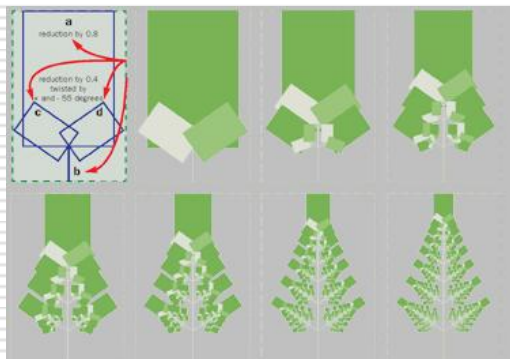 a
reduction by 0.8
reduction by 0.4
twisted by
+ and - 55 degrees
c
d
b